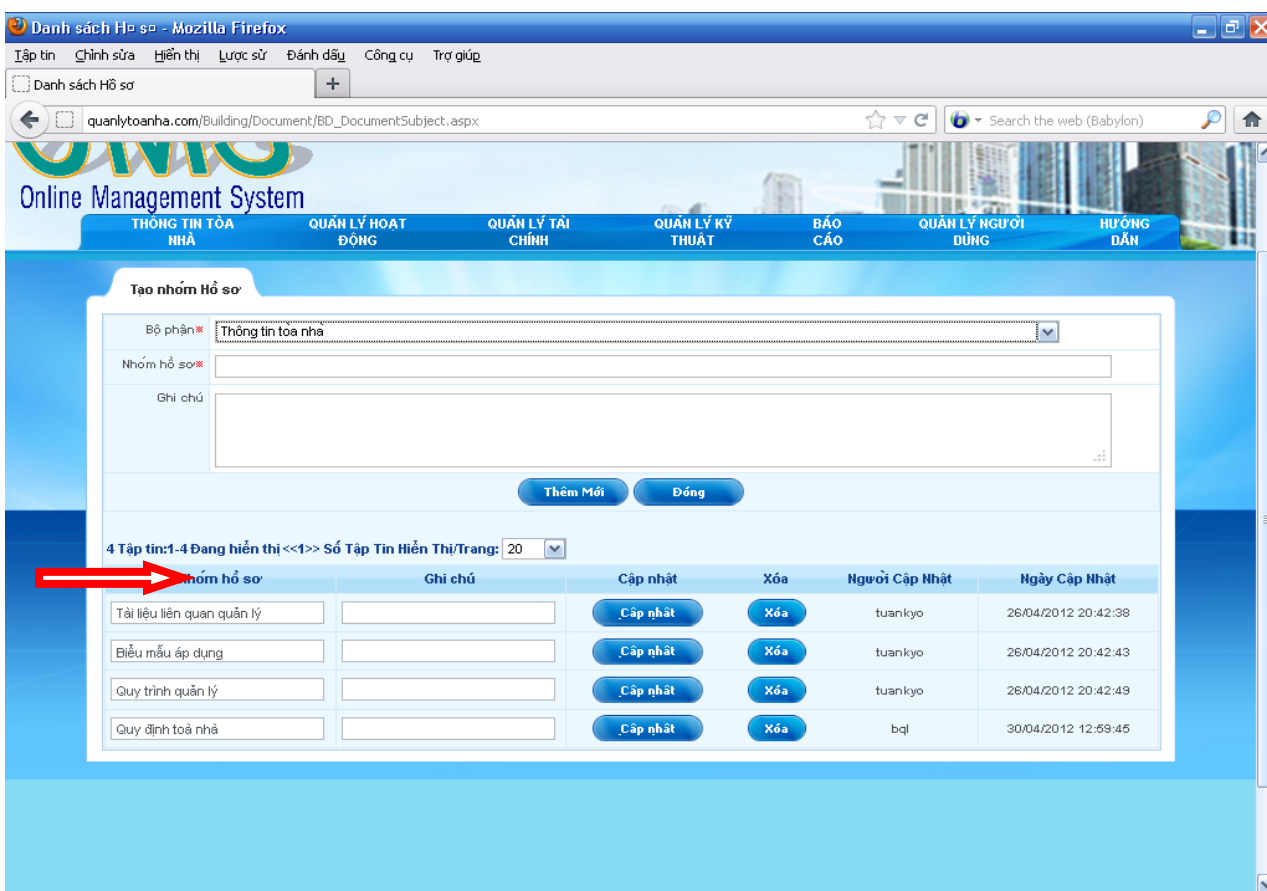 Danh sách H¤ s¤ - Mozilla Firefox
Tập tin Chỉnh sửa Hiển thị Lược sử Đánh dấu Công cụ Trợ giúp
Danh sách Hồ sơ +
quanlytoanha.com/Building/Document/BD_DocumentSubject.aspx Search the web (Babylon)
Online Management System
THÔNG TIN TÒA NHÀ QUẢN LÝ HOẠT ĐỘNG QUẢN LÝ TÀI CHÍNH QUẢN LÝ KỸ THUẬT BÁO CÁO QUẢN LÝ NGƯỜI DÙNG HƯỚNG DẪN
Tạo nhóm Hồ sơ
Bộ phận※ Thông tin toà nhà
Nhóm hồ sơ※
Ghi chú
Thêm Mới Đóng
4 Tập tin:1-4 Đang hiển thị <<1>> Số Tập Tin Hiển Thị/Trang: 20
hóm hồ sơ Ghi chú Cập nhật Xóa Người Cập Nhật Ngày Cập Nhật
Tài liệu liên quan quản lý Cập nhật Xóa tuankyo 26/04/2012 20:42:38
Biểu mẫu áp dụng Cập nhật Xóa tuankyo 26/04/2012 20:42:43
Quy trình quản lý Cập nhật Xóa tuankyo 26/04/2012 20:42:49
Quy định toà nhà Cập nhật Xóa bql 30/04/2012 12:59:45